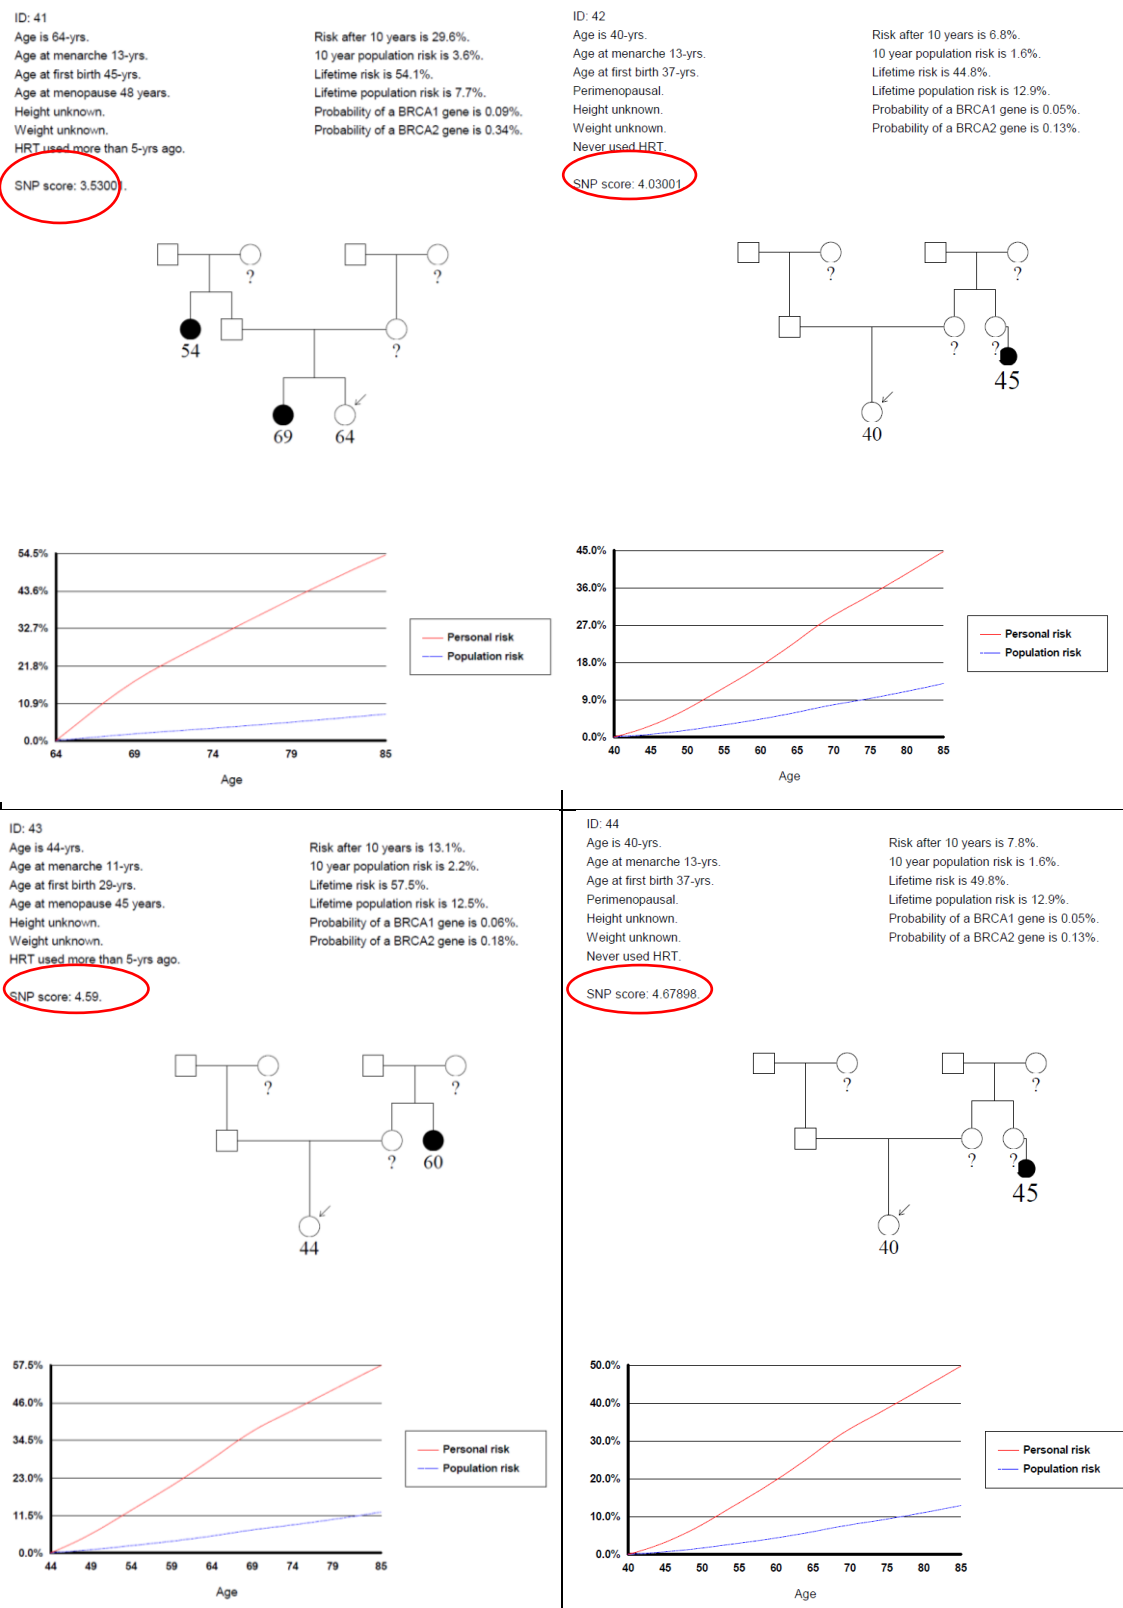 ID: 41
Age is 64-yrs.
Age at menarche 13-yrs.
Age at first birth 45-yrs.
Age at menopause 48 years.
Height unknown.
Weight unknown.
HRT used more than 5-yrs ago.
SNP score: 3.53001.
Risk after 10 years is 29.6%.
10 year population risk is 3.6%.
Lifetime risk is 54.1%.
Lifetime population risk is 7.7%.
Probability of a BRCA1 gene is 0.09%.
Probability of a BRCA2 gene is 0.34%.
? ?
54 ?
69 64
54.5%
43.6%
32.7%
21.8%
10.9%
0.0%
64 69 74 79 85
Age
Personal risk
Population risk
ID: 42
Age is 40-yrs.
Age at menarche 13-yrs.
Age at first birth 37-yrs.
Perimenopausal.
Height unknown.
Weight unknown.
Never used HRT.
SNP score: 4.03001.
Risk after 10 years is 6.8%.
10 year population risk is 1.6%.
Lifetime risk is 44.8%.
Lifetime population risk is 12.9%.
Probability of a BRCA1 gene is 0.05%.
Probability of a BRCA2 gene is 0.13%.
? ?
? ?
45
40
45.0%
36.0%
27.0%
18.0%
9.0%
0.0%
40 45 50 55 60 65 70 75 80 85
Age
Personal risk
Population risk
ID: 43
Age is 44-yrs.
Age at menarche 11-yrs.
Age at first birth 29-yrs.
Age at menopause 45 years.
Height unknown.
Weight unknown.
HRT used more than 5-yrs ago.
SNP score: 4.59.
Risk after 10 years is 13.1%.
10 year population risk is 2.2%.
Lifetime risk is 57.5%.
Lifetime population risk is 12.5%.
Probability of a BRCA1 gene is 0.06%.
Probability of a BRCA2 gene is 0.18%.
? ?
? 60
44
57.5%
46.0%
34.5%
23.0%
11.5%
0.0%
44 49 54 59 64 69 74 79 85
Age
Personal risk
Population risk
ID: 44
Age is 40-yrs.
Age at menarche 13-yrs.
Age at first birth 37-yrs.
Perimenopausal.
Height unknown.
Weight unknown.
Never used HRT.
SNP score: 4.67898.
Risk after 10 years is 7.8%.
10 year population risk is 1.6%.
Lifetime risk is 49.8%.
Lifetime population risk is 12.9%.
Probability of a BRCA1 gene is 0.05%.
Probability of a BRCA2 gene is 0.13%.
? ?
? ?
45
40
50.0%
40.0%
30.0%
20.0%
10.0%
0.0%
40 45 50 55 60 65 70 75 80 85
Age
Personal risk
Population risk